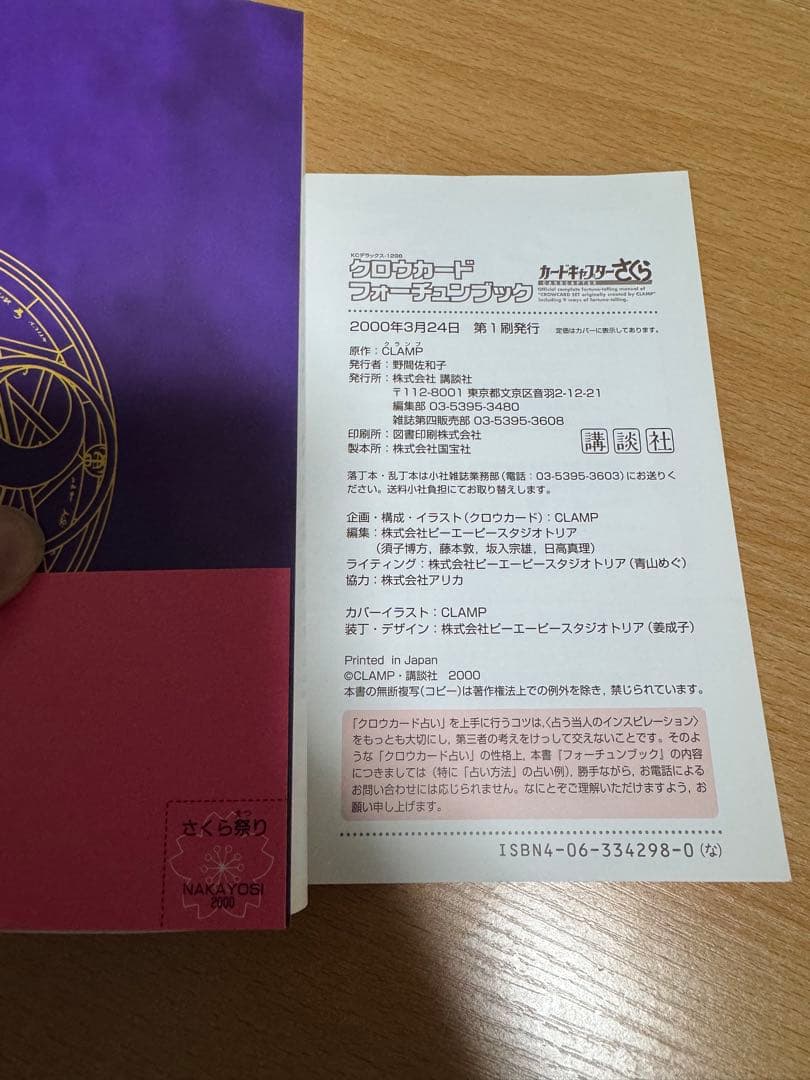 KCデラックス-1298
クロウカード
フォーチュンブック
カードキャプターさくら
CARDCAPTER
Official complete fortune-telling manual of
"CROWCARD SET originally created by CLAMP"
Including 9 ways of fortune-telling.
2000年3月24日 第1刷発行 定価はカバーに表示してあります。
クランプ
原作:CLAMP
発行者:野間佐和子
発行所:株式会社 講談社
〒112-8001 東京都文京区音羽2-12-21
編集部 03-5395-3480
雑誌第四販売部 03-5395-3608
印刷所:図書印刷株式会社
製本所:株式会社国宝社
講談社
落丁本・乱丁本は小社雑誌業務部(電話:03-5395-3603)にお送りく
ださい。送料小社負担にてお取り替えします。
企画・構成・イラスト(クロウカード):CLAMP
編集:株式会社ピーエーピースタジオトリア
(須子博方,藤本敦,坂入宗雄,日高真理)
ライティング:株式会社ピーエーピースタジオトリア(青山めぐ)
協力:株式会社アリカ
カバーイラスト:CLAMP
装丁・デザイン:株式会社ピーエーピースタジオトリア(姜成子)
Printed in Japan
©CLAMP・講談社 2000
本書の無断複写(コピー)は著作権法上での例外を除き,禁じられています。
「クロウカード占い」を上手に行うコツは,〈占う当人のインスピレーション〉
をもっとも大切にし,第三者の考えをけっして交えないことです。そのよ
うな「クロウカード占い」の性格上,本書『フォーチュンブック』の内容
につきましては(特に「占い方法」の占い例),勝手ながら,お電話による
お問い合わせには応じられません。なにとぞご理解いただけますよう,お
願い申し上げます。
ISBN4-06-334298-0(な)
まつ
さくら祭り
NAKAYOSI
2000